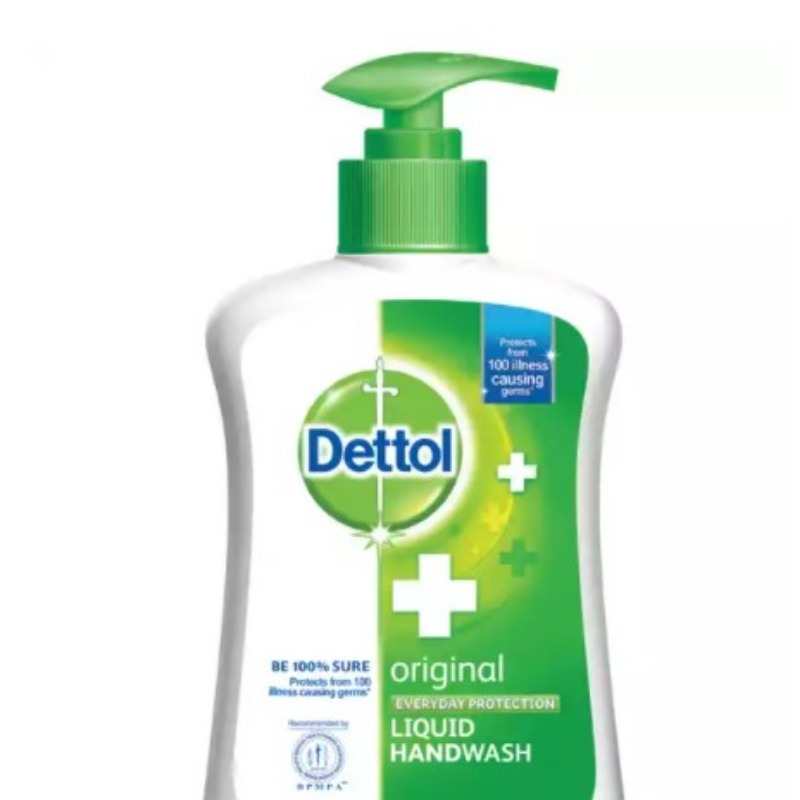 Protects
from
100 illness
causing
germs*
Dettol
BE 100% SURE
Protects from 100
illness causing germs*
Recommended by
DPMPA
original
EVERYDAY PROTECTION
LIQUID
HANDWASH